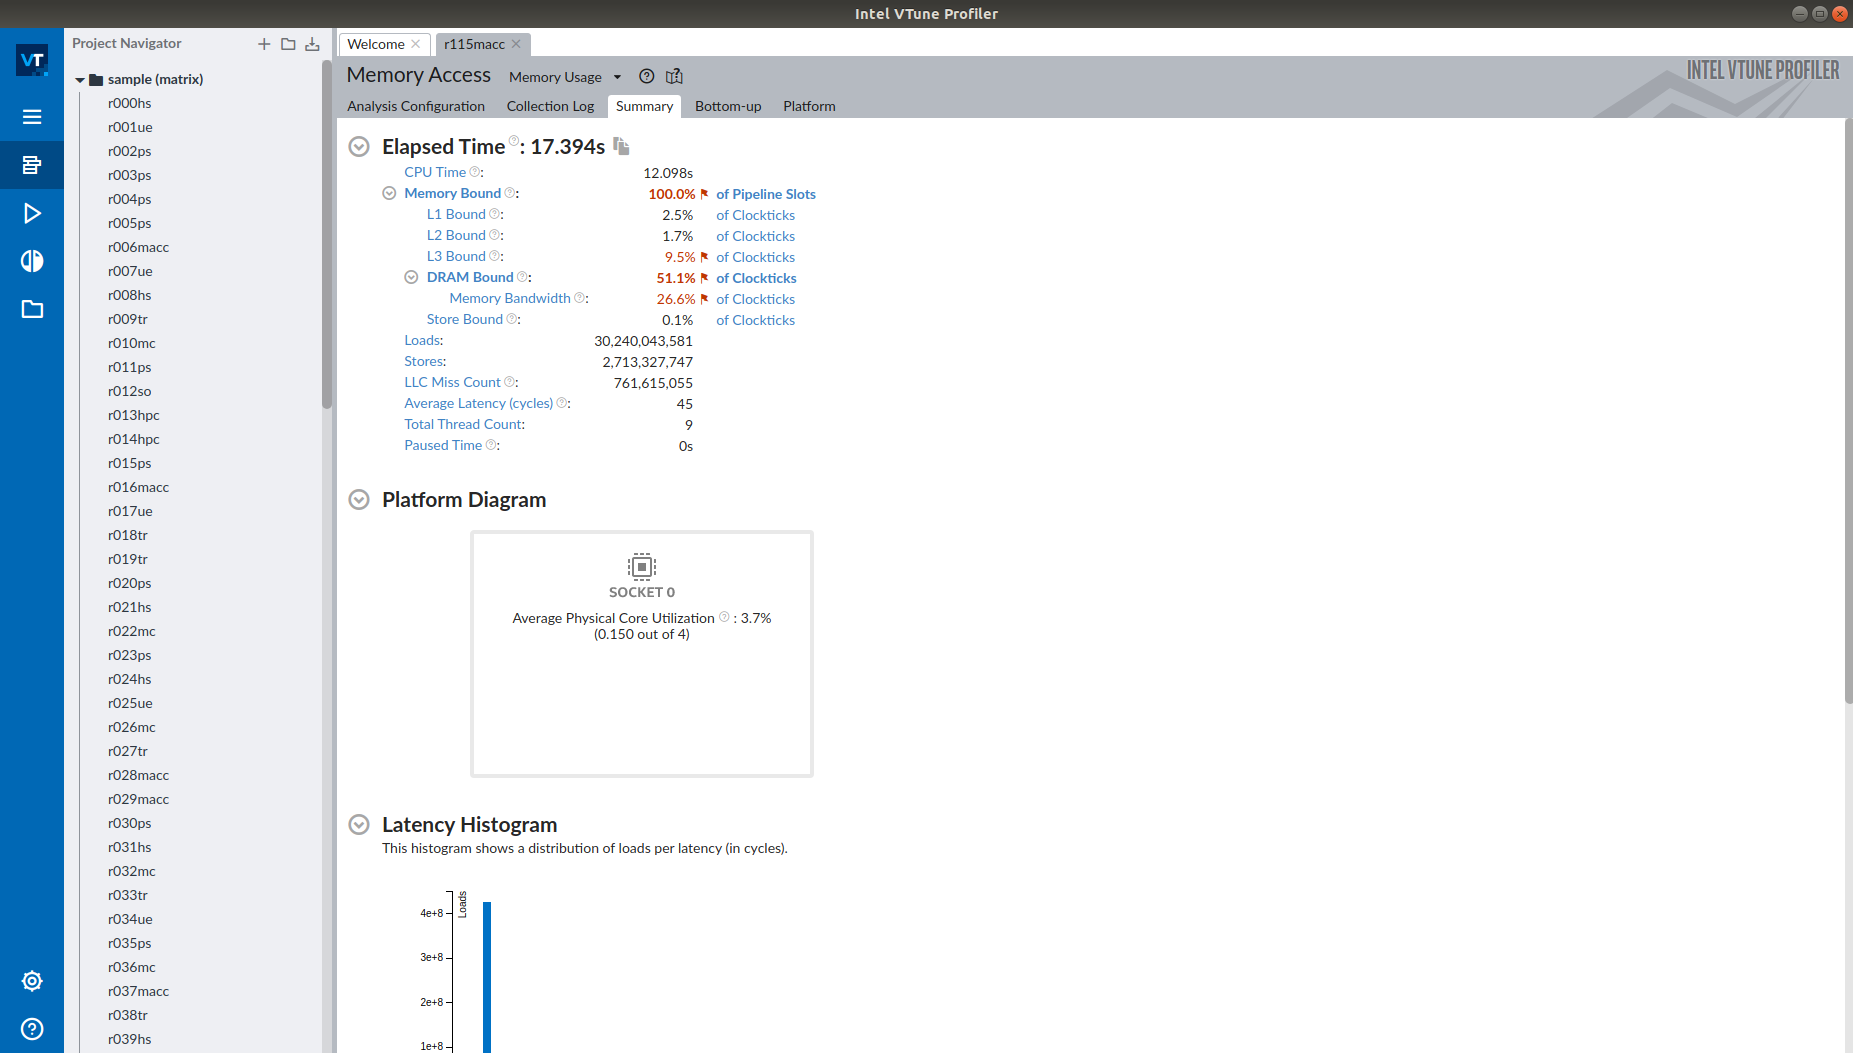 Intel VTune Profiler
VT
Project Navigator
sample (matrix)
r000hs
r001ue
r002ps
r003ps
r004ps
r005ps
r006macc
r007ue
r008hs
r009tr
r010mc
r011ps
r012so
r013hpc
r014hpc
r015ps
r016macc
r017ue
r018tr
r019tr
r020ps
r021hs
r022mc
r023ps
r024hs
r025ue
r026mc
r027tr
r028macc
r029macc
r030ps
r031hs
r032mc
r033tr
r034ue
r035ps
r036mc
r037macc
r038tr
r039hs
Welcome
r115macc
Memory Access Memory Usage
INTEL VTUNE PROFILER
Analysis Configuration Collection Log Summary Bottom-up Platform
Elapsed Time: 17.394s
CPU Time: 12.098s
Memory Bound: 100.0% of Pipeline Slots
L1 Bound: 2.5% of Clockticks
L2 Bound: 1.7% of Clockticks
L3 Bound: 9.5% of Clockticks
DRAM Bound: 51.1% of Clockticks
Memory Bandwidth: 26.6% of Clockticks
Store Bound: 0.1% of Clockticks
Loads: 30,240,043,581
Stores: 2,713,327,747
LLC Miss Count: 761,615,055
Average Latency (cycles): 45
Total Thread Count: 9
Paused Time: 0s
Platform Diagram
SOCKET 0
Average Physical Core Utilization : 3.7%
(0.150 out of 4)
Latency Histogram
This histogram shows a distribution of loads per latency (in cycles).
Loads
4e+8
3e+8
2e+8
1e+8